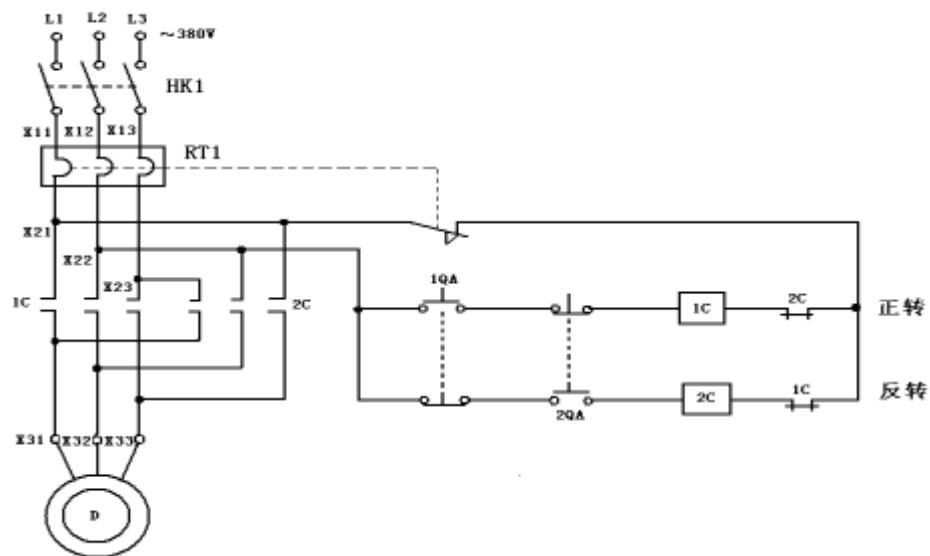 L1 L2 L3 ～380V
HK1
X11 X12 X13
RT1
X21
X22
X23
1QA
1C 2C 1C 2C 正转
2QA 2C 1C 反转
X31 X32 X33
D